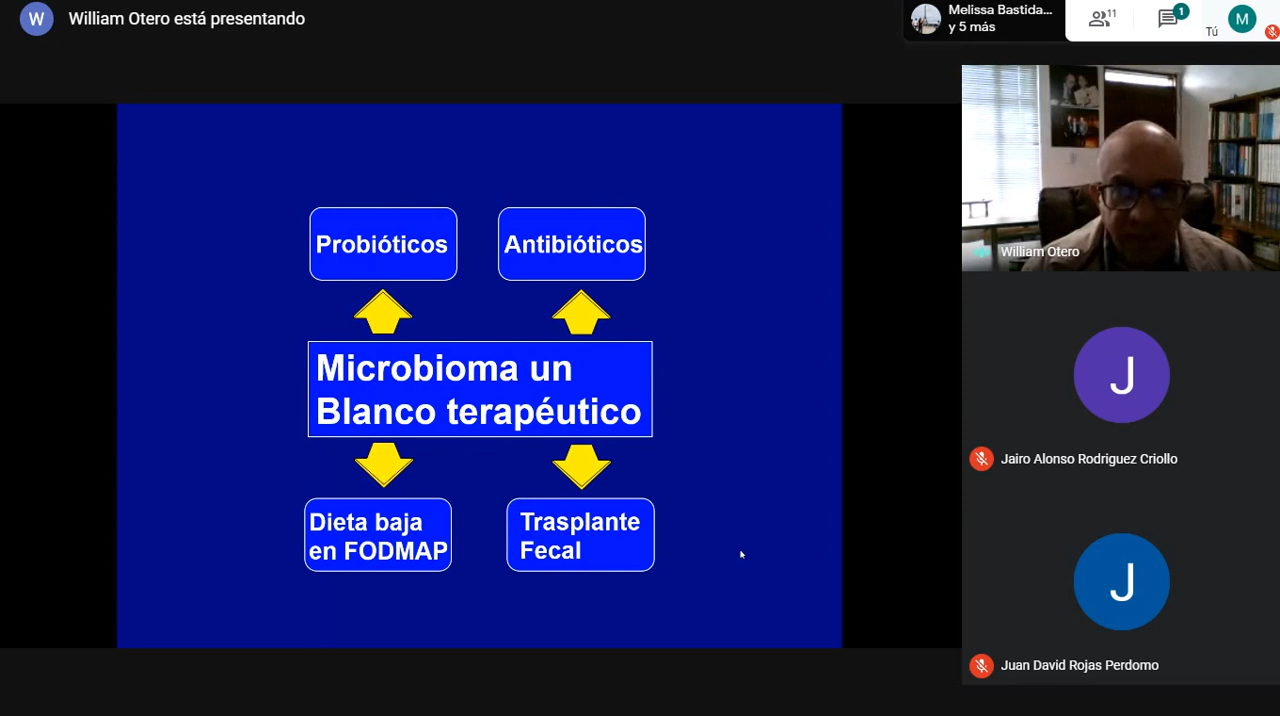 W
William Otero está presentando
Melissa Bastida...
y 5 más
11
1
Tú
M
Probióticos
Antibióticos
Microbioma un
Blanco terapéutico
Dieta baja
en FODMAP
Trasplante
Fecal
William Otero
J
Jairo Alonso Rodriguez Criollo
J
Juan David Rojas Perdomo